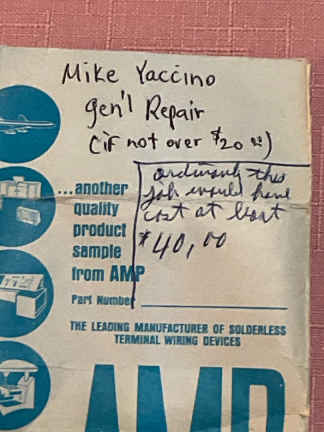 Mike Yaccino
gen'l Repair
(if not over $20 00)
ordinarily this
job would have
cost at least
$40,00
...another
quality
product
sample
from AMP
Part Number
THE LEADING MANUFACTURER OF SOLDERLESS
TERMINAL WIRING DEVICES
AMP